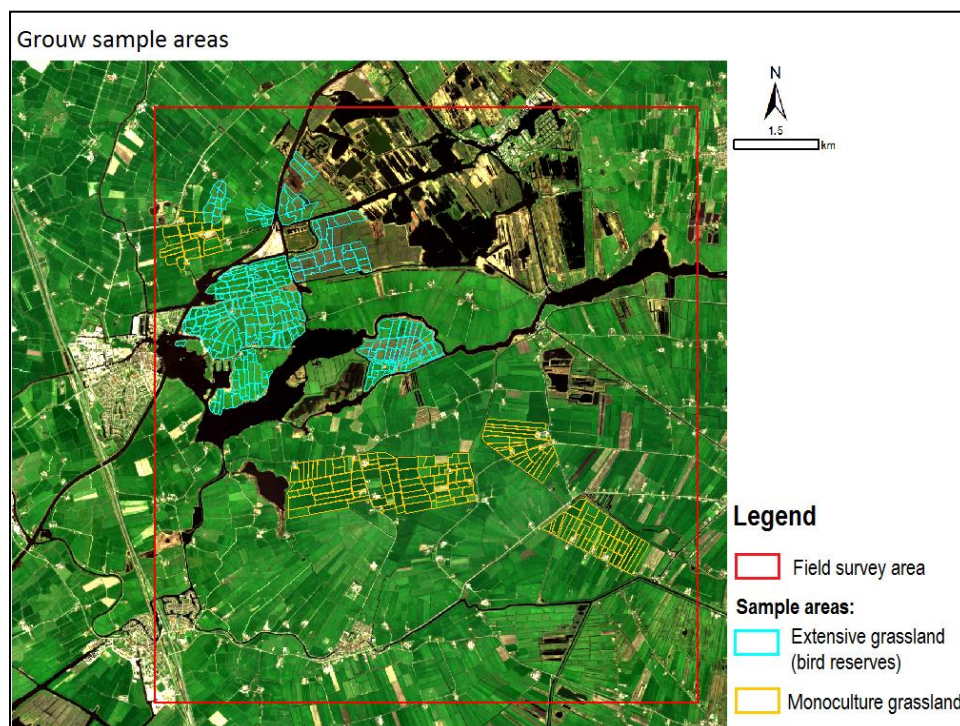 Grouw sample areas
N
1.5
km
Legend
Field survey area
Sample areas:
Extensive grassland
(bird reserves)
Monoculture grassland